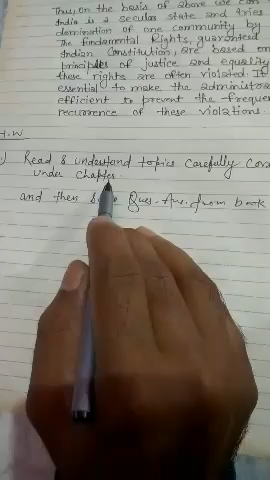 Thus, on the basis of above we can
India is a secular state and tries
domination of one community by
The Fundamental Rights, guaranteed
Indian Constitution, are based on
principles of justice and equality
these rights are often violated. It
essential to make the administra
efficient to prevent the freque
recurrence of these violations.
H.W
Read & understand topics carefully Cov
under Chapter.
and then Ques-Ans. from book